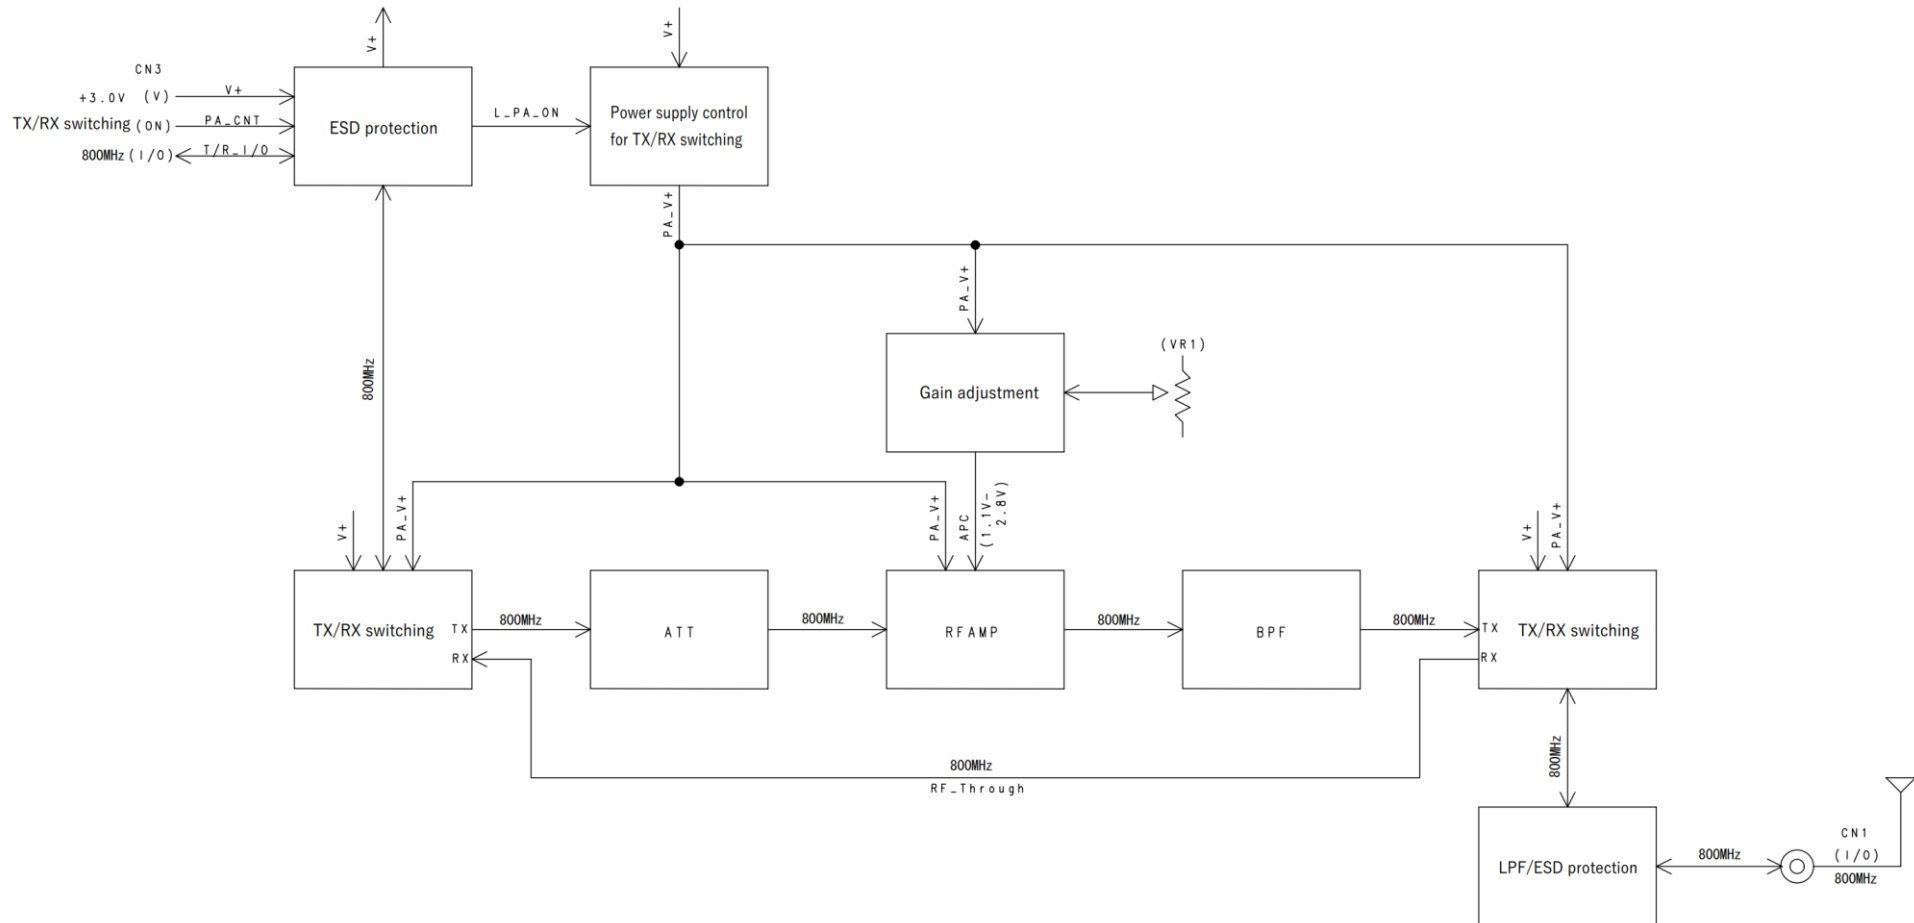 V+
V+
CN3
+3.0V (V)
V+
TX/RX switching (ON)
PA_CNT
800MHz (I/O)
T/R_I/O
ESD protection
L_PA_ON
Power supply control
for TX/RX switching
PA_V+
PA_V+
(VR1)
Gain adjustment
800MHz
V+
PA_V+
PA_V+
APC
(1.1V-
2.8V)
V+
PA_V+
TX/RX switching
TX
RX
800MHz
ATT
800MHz
RFAMP
800MHz
BPF
800MHz
TX
RX
TX/RX switching
800MHz
RF_Through
800MHz
LPF/ESD protection
800MHz
CN1
(I/O)
800MHz